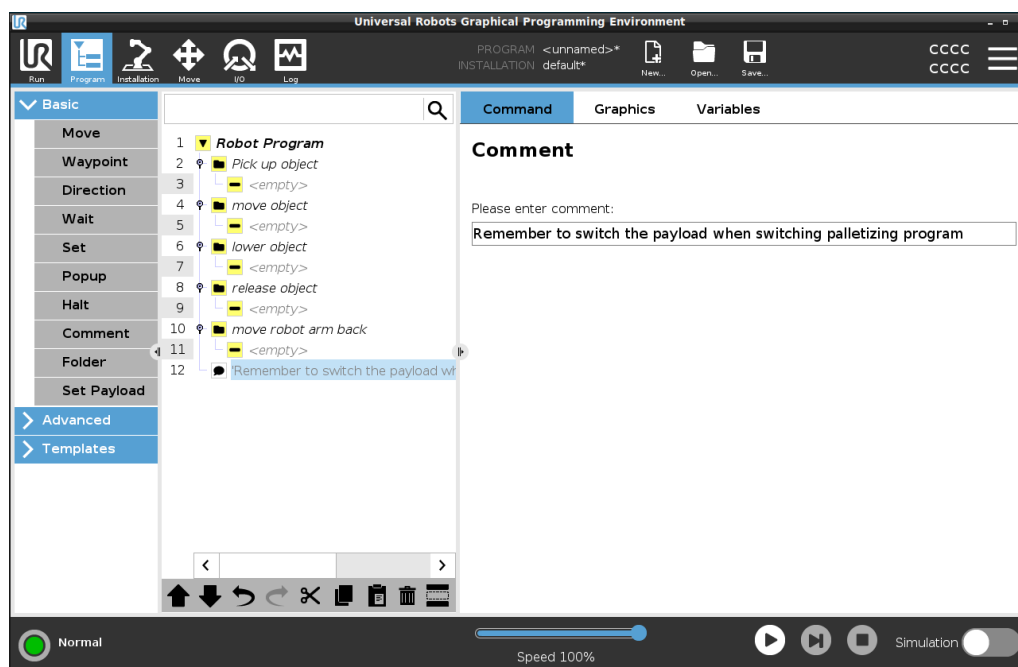 UR
Universal Robots Graphical Programming Environment
UR
Run
Program
Installation
Move
I/O
Log
PROGRAM <unnamed>*
INSTALLATION default*
New...
Open...
Save...
CCCC
CCCC
Basic
Move
Waypoint
Direction
Wait
Set
Popup
Halt
Comment
Folder
Set Payload
Advanced
Templates
1 Robot Program
2 Pick up object
3 <empty>
4 move object
5 <empty>
6 lower object
7 <empty>
8 release object
9 <empty>
10 move robot arm back
11 <empty>
12 'Remember to switch the payload wh
Command
Graphics
Variables
Comment
Please enter comment:
Remember to switch the payload when switching palletizing program
Normal
Speed 100%
Simulation